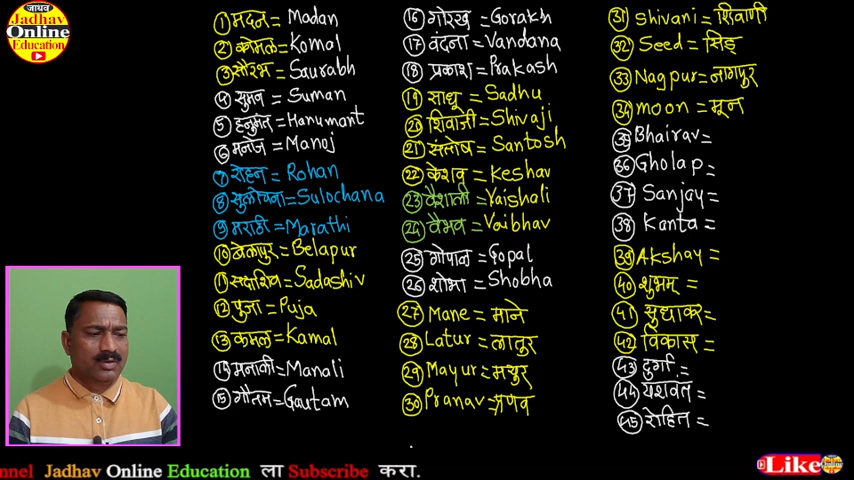 जाधव
Jadhav
Online
Education
① मदन = Madan
② कोमल = Komal
③ सौरभ = Saurabh
④ सुमन = Suman
⑤ हनुमंत = Hanumant
⑥ मनोज = Manoj
⑦ रोहन = Rohan
⑧ सुलोचना = Sulochana
⑨ मराठी = Marathi
⑩ बेलापुर = Belapur
⑪ सदाशिव = Sadashiv
⑫ पुजा = Puja
⑬ कमल = Kamal
⑭ मनाली = Manali
⑮ गौतम = Gautam
⑯ गोरख = Gorakh
⑰ वंदना = Vandana
⑱ प्रकाश = Prakash
⑲ साधू = Sadhu
⑳ शिवाजी = Shivaji
㉑ संतोष = Santosh
㉒ केशव = Keshav
㉓ वैशाली = Vaishali
㉔ वैभव = Vaibhav
㉕ गोपाल = Gopal
㉖ शोभा = Shobha
㉗ Mane = माने
㉘ Latur = लातुर
㉙ Mayur = मयुर
㉚ Pranav = प्रणव
㉛ Shivani = शिवाणी
㉜ Seed = सिड्
㉝ Nagpur = नागपुर
㉞ moon = मून
㉟ Bhairav =
㊱ Gholap =
㊲ Sanjay =
㊳ Kanta =
㊴ Akshay =
㊵ शुभम् =
㊶ सुधाकर =
㊷ विकास =
㊸ दुर्गा =
㊹ यशवंत =
㊺ रोहित =
nnel Jadhav Online Education ला Subscribe करा.
Like